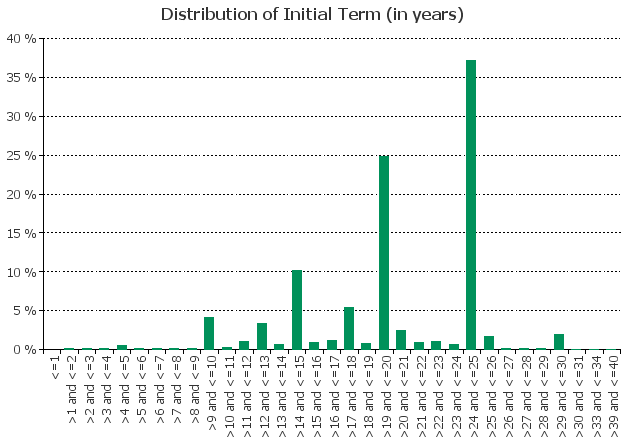 Distribution of Initial Term (in years)
40 %
35 %
30 %
25 %
20 %
15 %
10 %
5 %
0 %
<=1
>1 and <=2
>2 and <=3
>3 and <=4
>4 and <=5
>5 and <=6
>6 and <=7
>7 and <=8
>8 and <=9
>9 and <=10
>10 and <=11
>11 and <=12
>12 and <=13
>13 and <=14
>14 and <=15
>15 and <=16
>16 and <=17
>17 and <=18
>18 and <=19
>19 and <=20
>20 and <=21
>21 and <=22
>22 and <=23
>23 and <=24
>24 and <=25
>25 and <=26
>26 and <=27
>27 and <=28
>28 and <=29
>29 and <=30
>30 and <=31
>33 and <=34
>39 and <=40